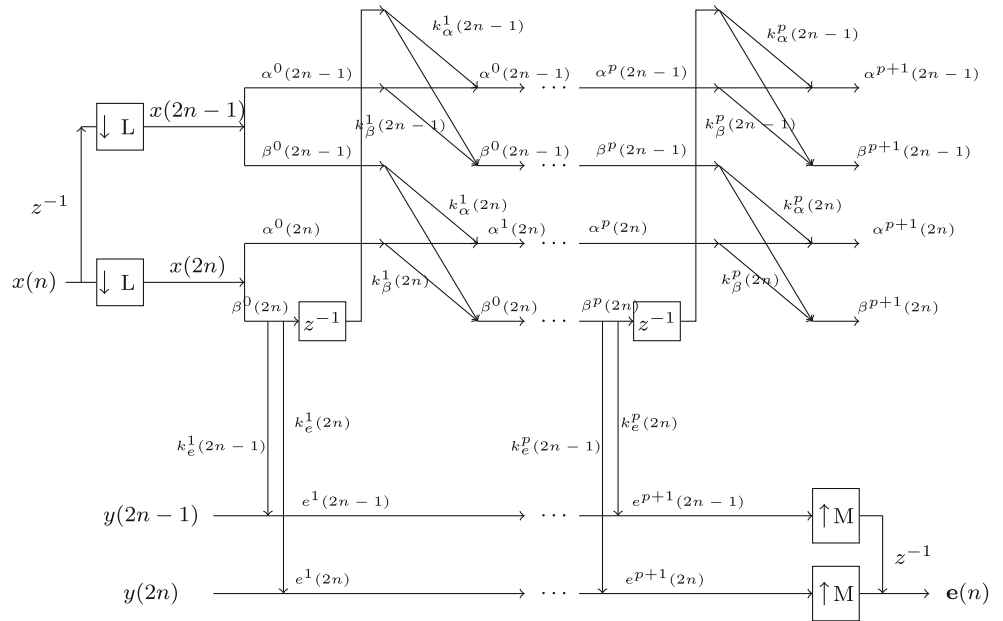 k_α^1(2n − 1)
k_α^p(2n − 1)
α^0(2n − 1)
α^0(2n − 1)
α^p(2n − 1)
α^{p+1}(2n − 1)
↓ L
x(2n−1)
k_β^1(2n − 1)
· · ·
k_β^p(2n − 1)
β^0(2n − 1)
β^0(2n − 1)
β^p(2n − 1)
β^{p+1}(2n − 1)
· · ·
z^{−1}
k_α^1(2n)
k_α^p(2n)
α^0(2n)
α^1(2n)
α^p(2n)
α^{p+1}(2n)
· · ·
x(n)
↓ L
x(2n)
k_β^1(2n)
k_β^p(2n)
β^0(2n)
z^{−1}
β^0(2n)
· · ·
β^p(2n)
z^{−1}
β^{p+1}(2n)
k_e^1(2n)
k_e^p(2n)
k_e^1(2n − 1)
k_e^p(2n − 1)
y(2n−1)
e^1(2n − 1)
· · ·
e^{p+1}(2n − 1)
↑M
z^{−1}
y(2n)
e^1(2n)
· · ·
e^{p+1}(2n)
↑M
e(n)